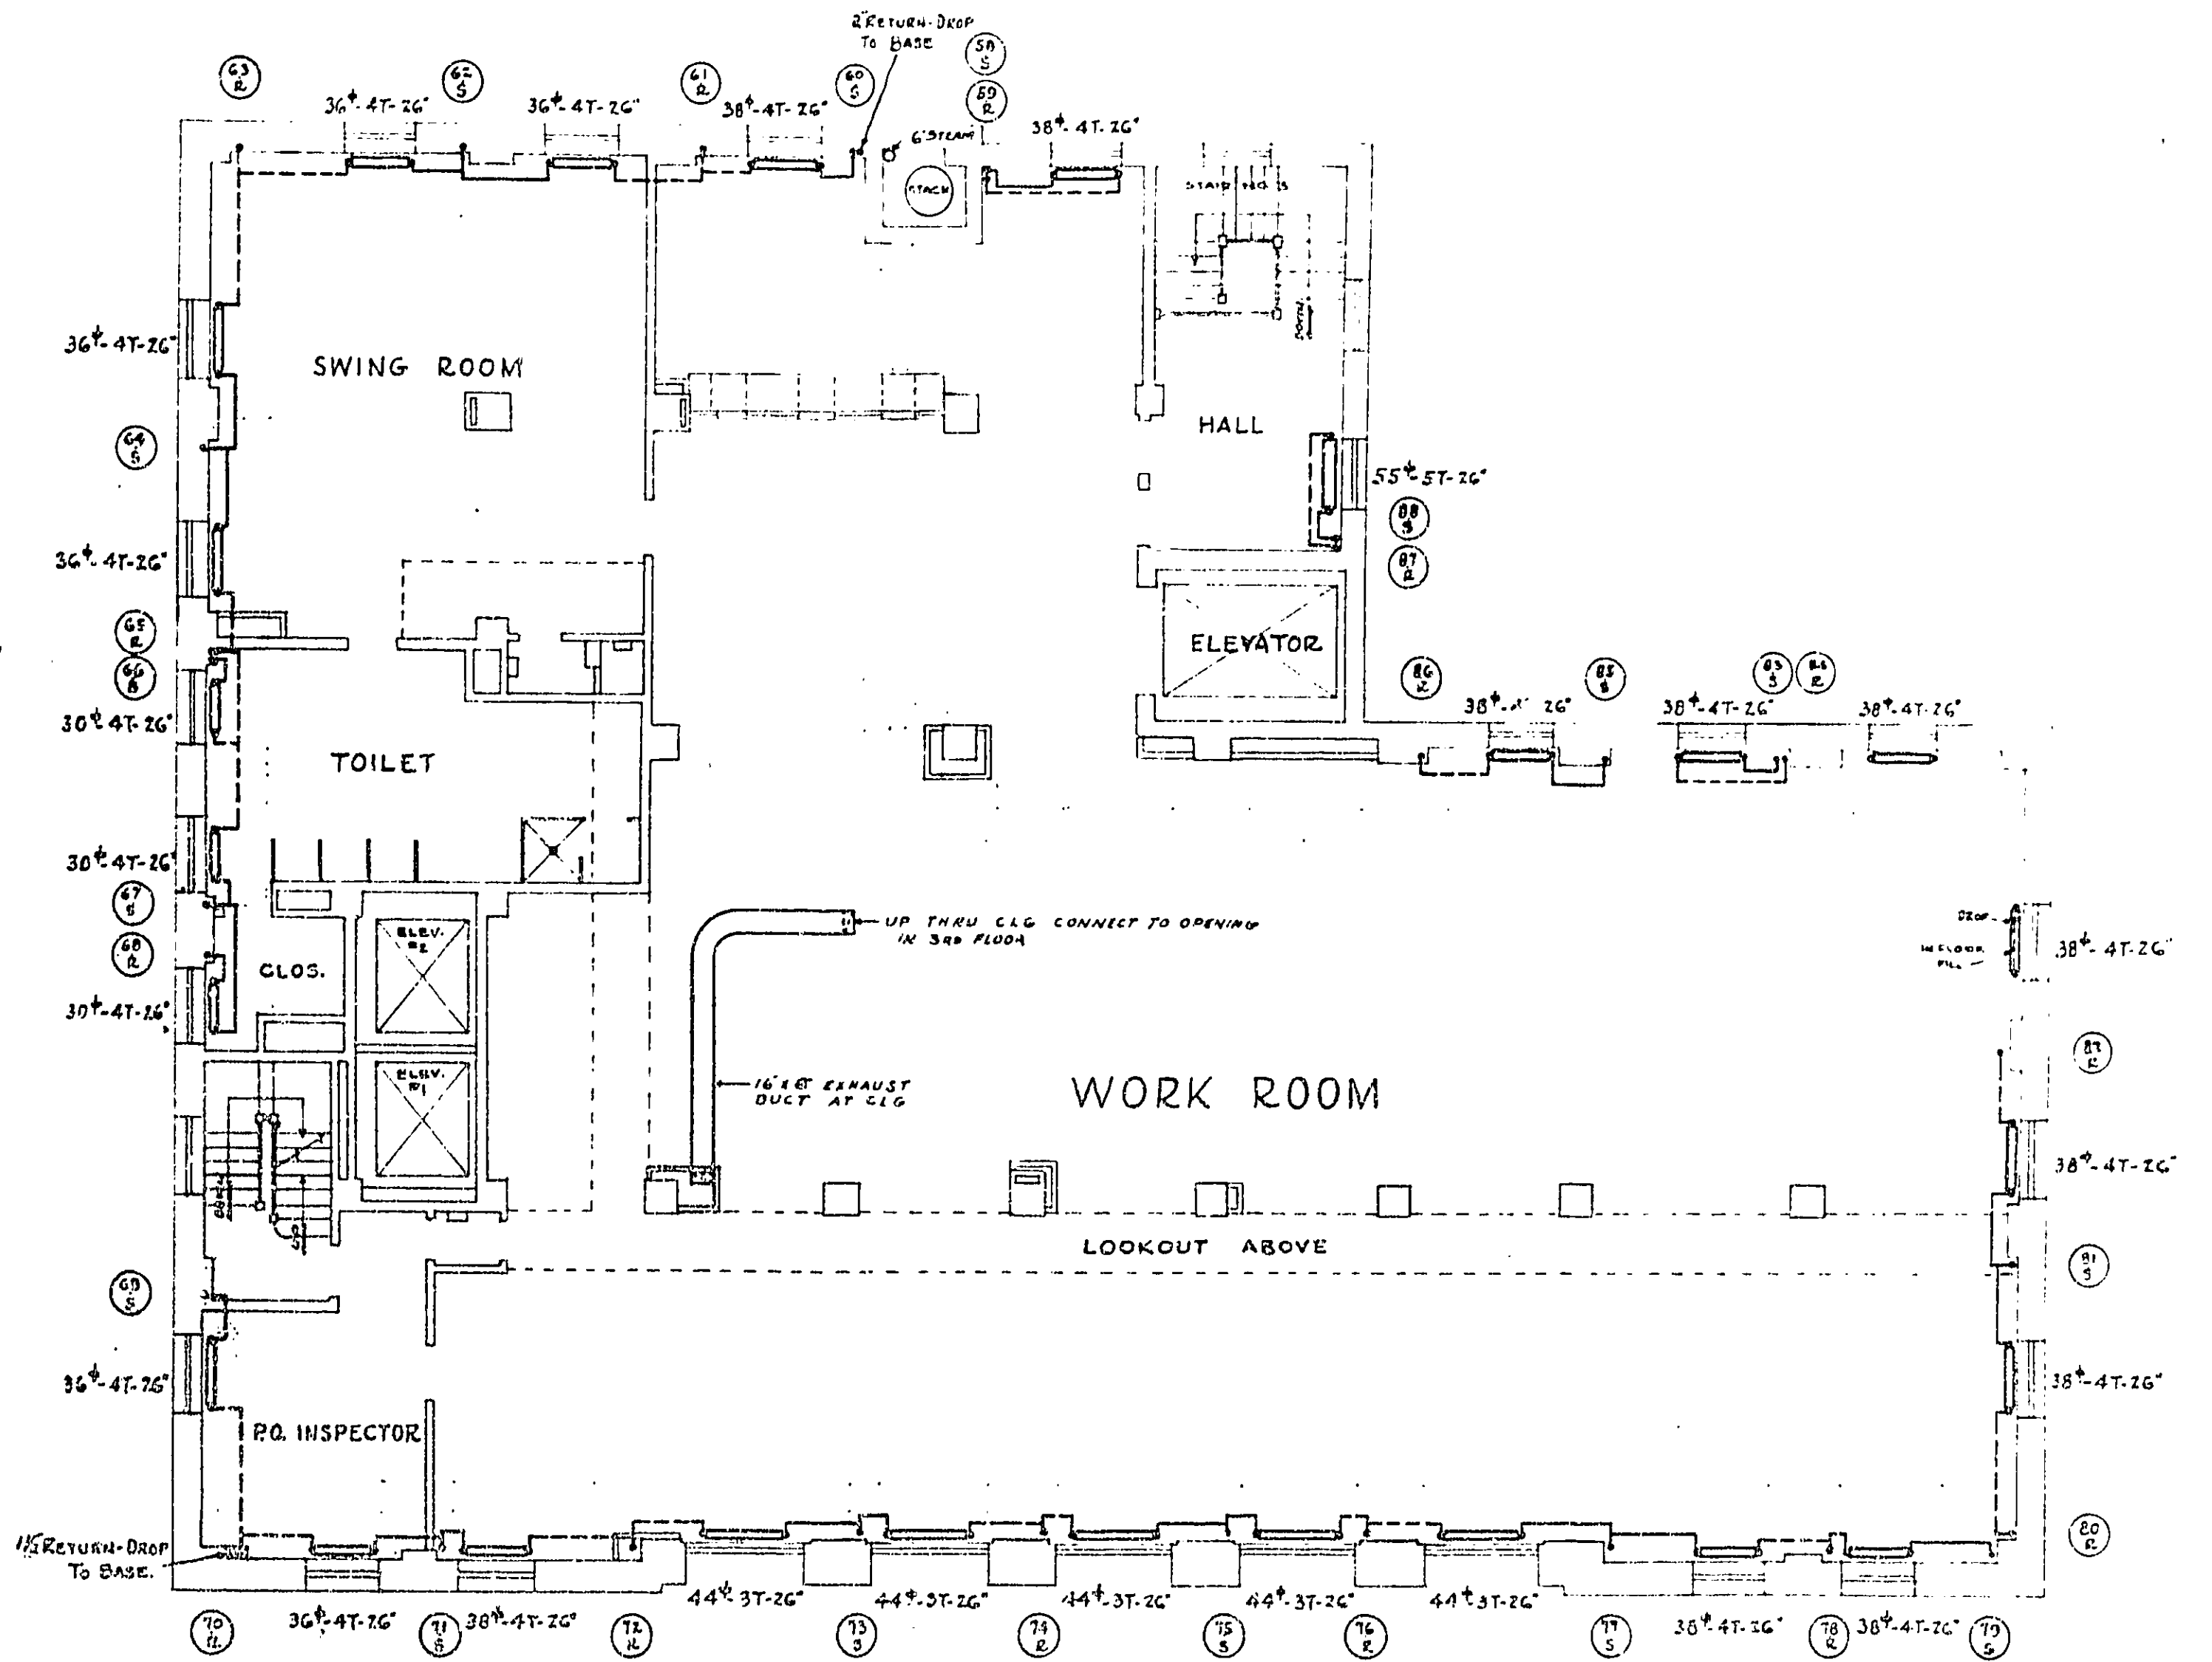 2" RETURN-DROP
TO BASE
63
R
62
S
61
R
60
S
58
S
59
R
36⌽-4T-26"
36⌽-4T-26"
38⌽-4T-26"
6" STEAM
38⌽-4T-26"
STACK
STAIR NO. 3
DOWN
36⌽-4T-26"
SWING ROOM
HALL
64
S
55⌽-5T-26"
88
S
36⌽-4T-26"
87
R
65
R
ELEVATOR
66
S
86
R
85
S
83
S
R
30⌽-4T-26"
38⌽-4T-26"
38⌽-4T-26"
38⌽-4T-26"
TOILET
30⌽-4T-26"
67
S
UP THRU CLG CONNECT TO OPENING
IN 3RD FLOOR
DROP
IN FLOOR
FILL
38⌽-4T-26"
ELEV.
#2
68
R
CLOS.
30⌽-4T-26"
R
ELEV.
#1
EXHAUST
DUCT AT CLG
WORK ROOM
38⌽-4T-26"
UP
LOOKOUT ABOVE
81
S
69
S
36⌽-4T-26"
38⌽-4T-26"
P.O. INSPECTOR
80
R
RETURN-DROP
TO BASE.
44⌽-3T-26"
44⌽-3T-26"
44⌽-3T-26"
44⌽-3T-26"
44⌽-3T-26"
36⌽-4T-26"
38⌽-4T-26"
38⌽-4T-26"
38⌽-4T-26"
70
R
71
S
72
R
73
S
74
R
75
S
76
R
77
S
78
R
79
S